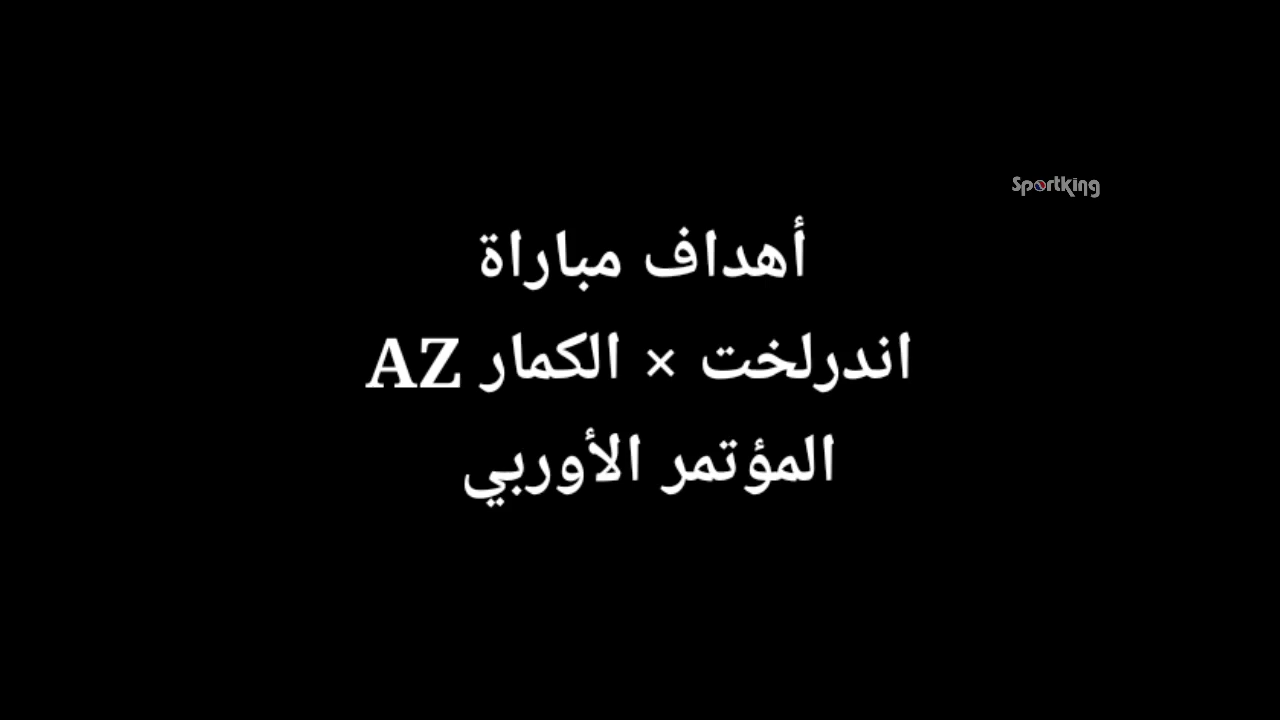 Sportking
أهداف مباراة
اندرلخت × الكمار AZ
المؤتمر الأوربي